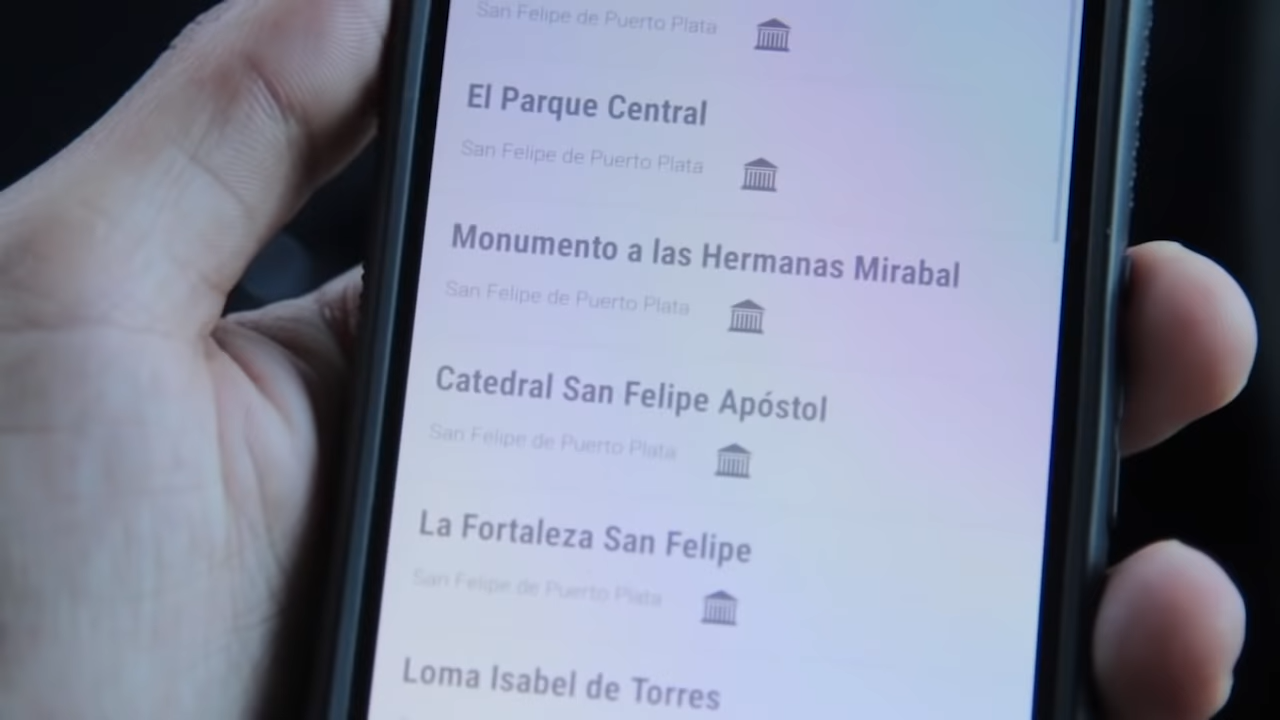 San Felipe de Puerto Plata
El Parque Central
San Felipe de Puerto Plata
Monumento a las Hermanas Mirabal
San Felipe de Puerto Plata
Catedral San Felipe Apóstol
San Felipe de Puerto Plata
La Fortaleza San Felipe
San Felipe de Puerto Plata
Loma Isabel de Torres